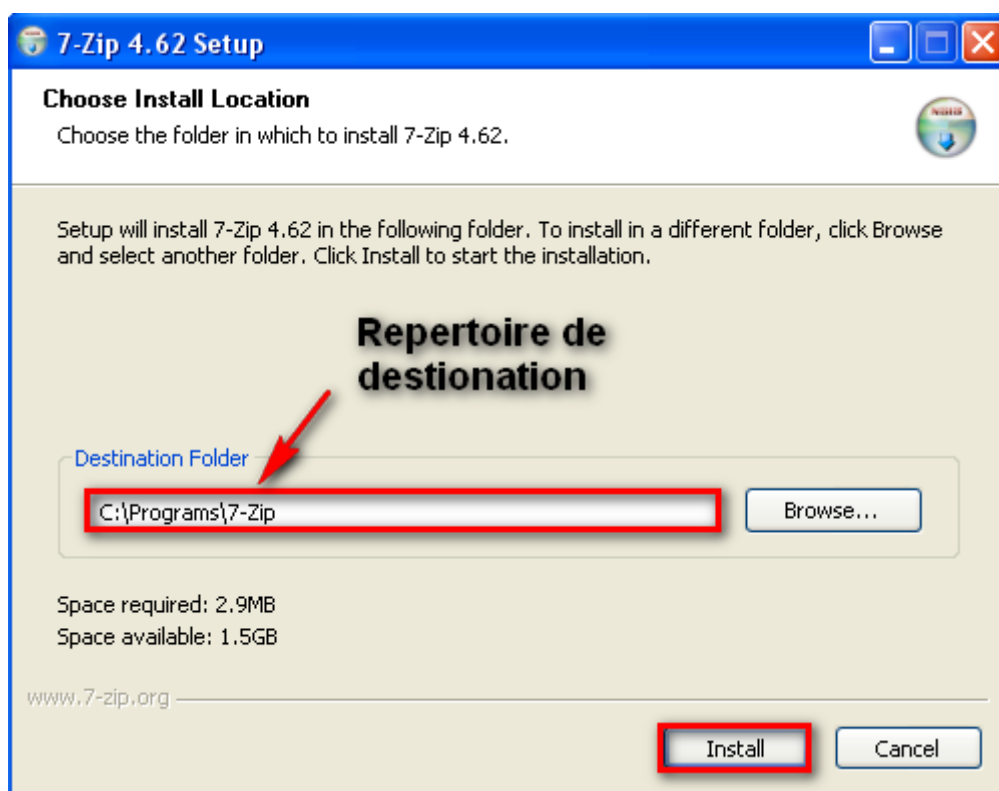 7-Zip 4.62 Setup
Choose Install Location
Choose the folder in which to install 7-Zip 4.62.
Setup will install 7-Zip 4.62 in the following folder. To install in a different folder, click Browse
and select another folder. Click Install to start the installation.
Repertoire de
destionation
Destination Folder
C:\Programs\7-Zip
Browse...
Space required: 2.9MB
Space available: 1.5GB
www.7-zip.org
Install
Cancel